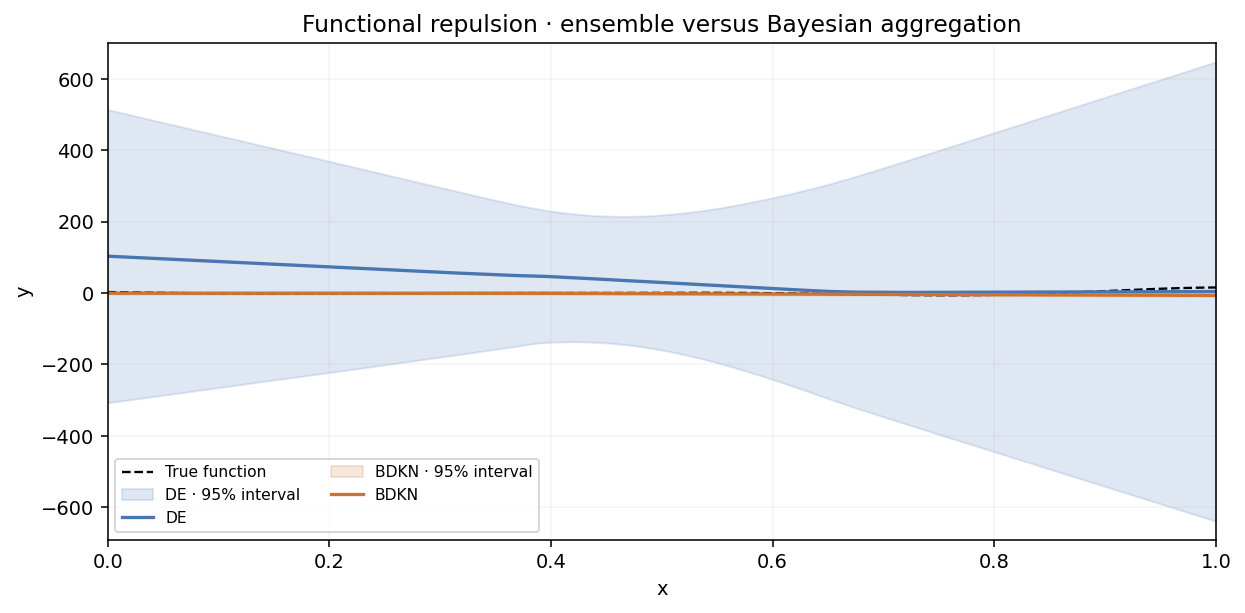 Functional repulsion · ensemble versus Bayesian aggregation
y
600
400
200
0
−200
−400
−600
True function
DE · 95% interval
DE
BDKN · 95% interval
BDKN
0.0 0.2 0.4 0.6 0.8 1.0
x